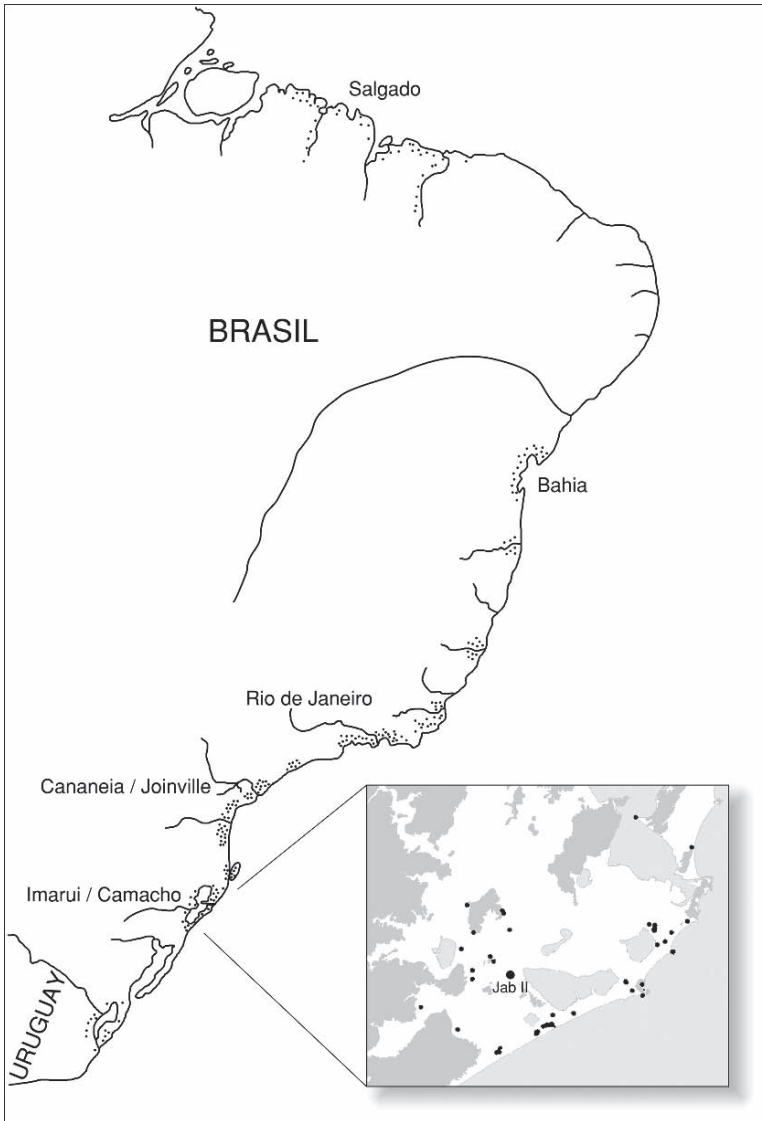 Salgado
BRASIL
Bahia
Rio de Janeiro
Cananeia / Joinville
Imarui / Camacho
Jab II
URUGUAY